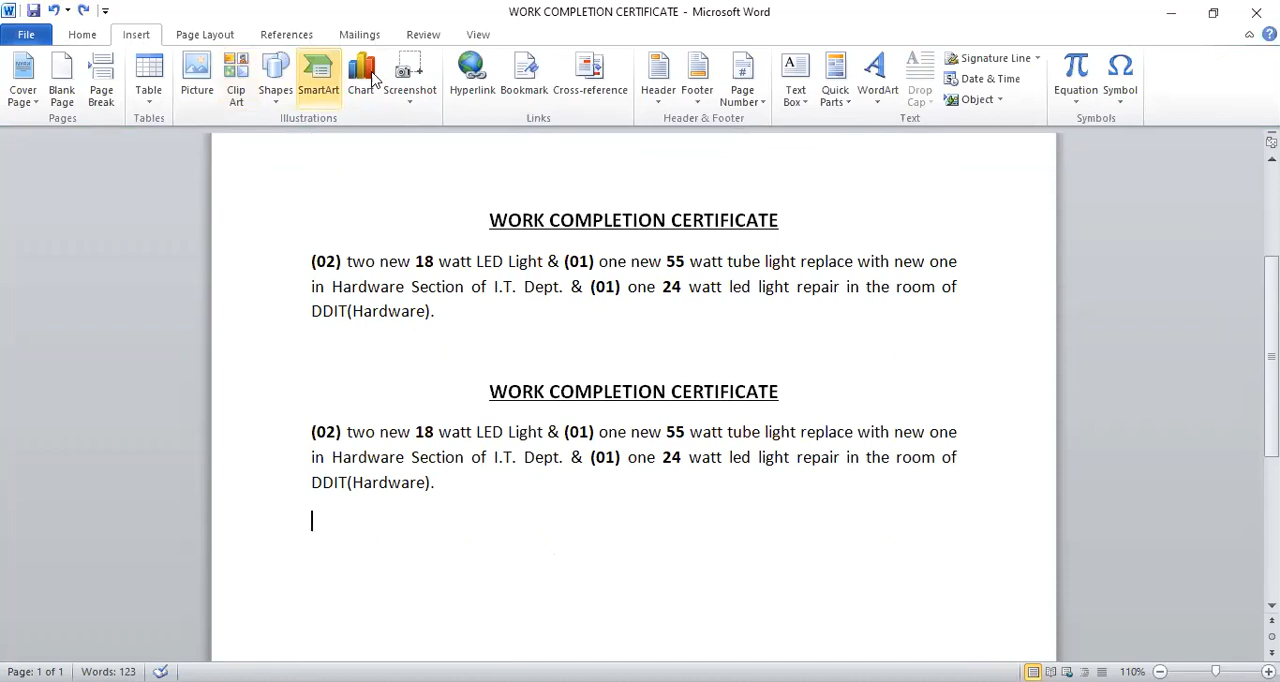 WORK COMPLETION CERTIFICATE - Microsoft Word
File Home Insert Page Layout References Mailings Review View
Cover Page
Blank Page
Page Break
Table
Picture
Clip Art
Shapes
SmartArt
Chart
Screenshot
Hyperlink
Bookmark
Cross-reference
Header
Footer
Page Number
Text Box
Quick Parts
WordArt
Drop Cap
Signature Line
Date & Time
Object
Equation
Symbol
Pages Tables Illustrations Links Header & Footer Text Symbols
WORK COMPLETION CERTIFICATE
(02) two new 18 watt LED Light & (01) one new 55 watt tube light replace with new one
in Hardware Section of I.T. Dept. & (01) one 24 watt led light repair in the room of
DDIT(Hardware).
WORK COMPLETION CERTIFICATE
(02) two new 18 watt LED Light & (01) one new 55 watt tube light replace with new one
in Hardware Section of I.T. Dept. & (01) one 24 watt led light repair in the room of
DDIT(Hardware).
Page: 1 of 1 Words: 123 110%